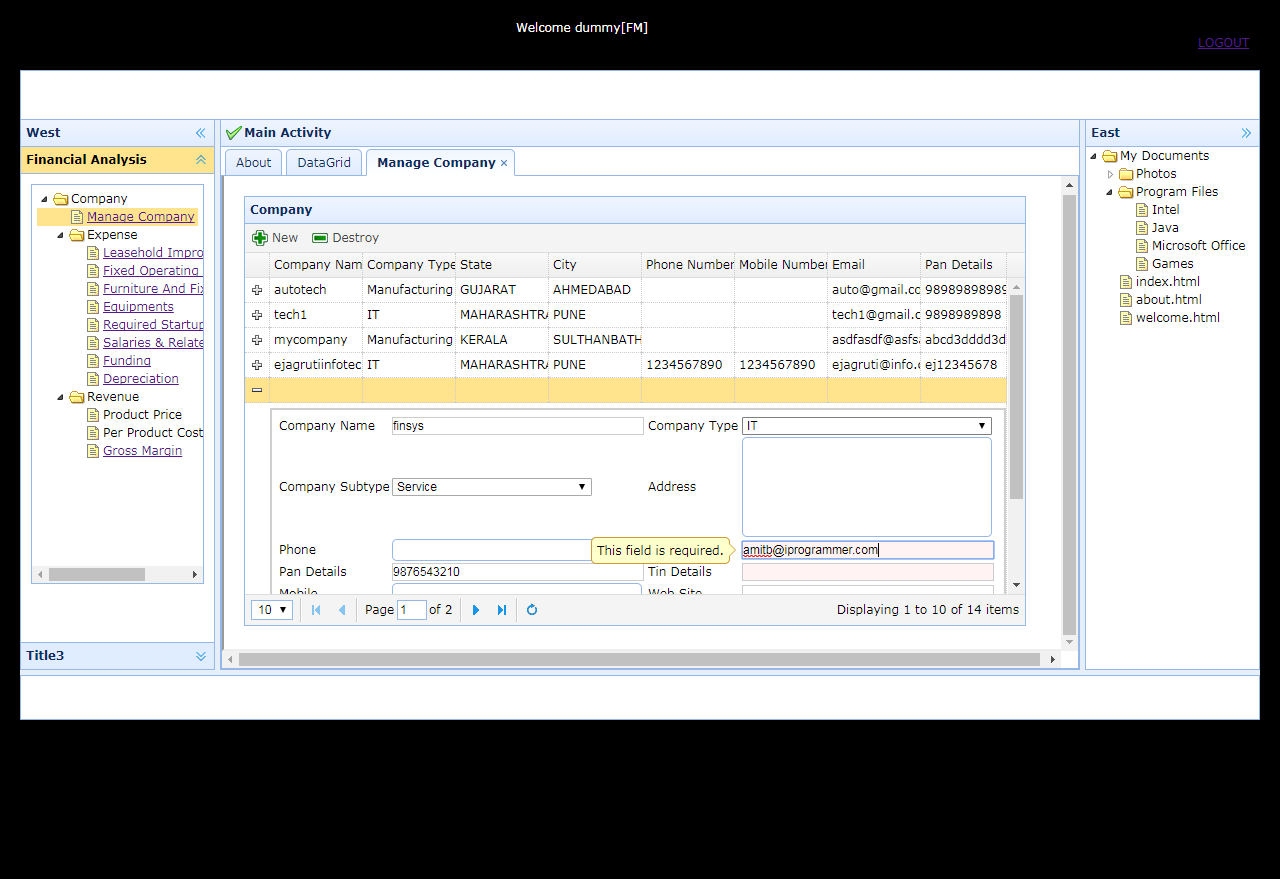 Welcome dummy[FM]
LOGOUT
West
Financial Analysis
Company
Manage Company
Expense
Leasehold Impro
Fixed Operating
Furniture And Fix
Equipments
Required Startup
Salaries & Relate
Funding
Depreciation
Revenue
Product Price
Per Product Cost
Gross Margin
Title3
Main Activity
About DataGrid Manage Company ×
Company
New Destroy
Company Nam Company Type State City Phone Number Mobile Number Email Pan Details
autotech Manufacturing GUJARAT AHMEDABAD auto@gmail.cc 98989898989
tech1 IT MAHARASHTRA PUNE tech1@gmail.c 9898989898
mycompany Manufacturing KERALA SULTHANBATH asdfasdf@asfsa abcd3dddd3d
ejagrutiinfotec IT MAHARASHTRA PUNE 1234567890 1234567890 ejagruti@info.c ej12345678
Company Name finsys Company Type IT
Company Subtype Service Address
Phone This field is required. amitb@iprogrammer.com
Pan Details 9876543210 Tin Details
Mobile Web Site
10 Page 1 of 2 Displaying 1 to 10 of 14 items
East
My Documents
Photos
Program Files
Intel
Java
Microsoft Office
Games
index.html
about.html
welcome.html